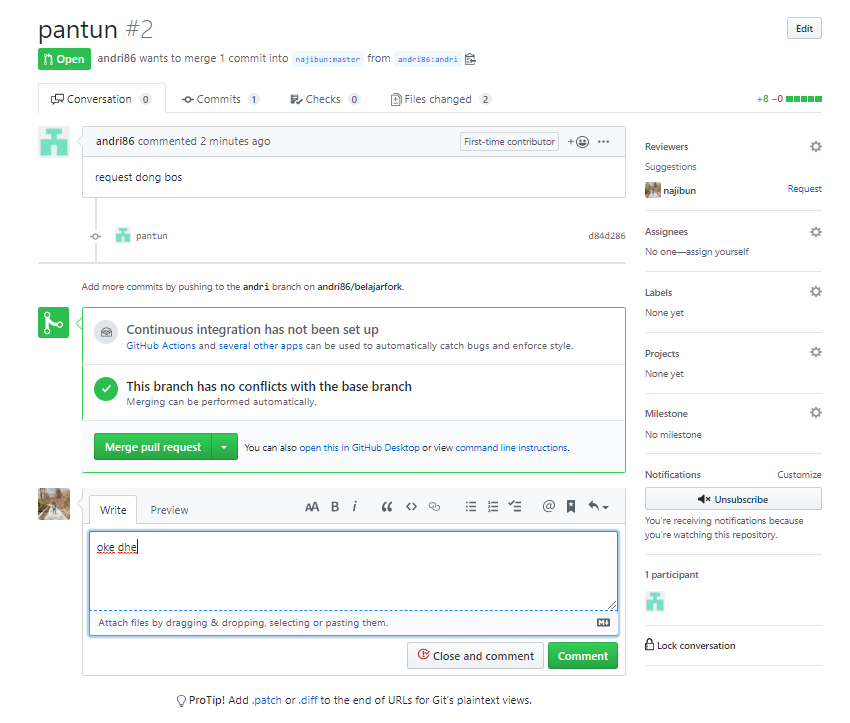 pantun #2
Edit
Open andri86 wants to merge 1 commit into najibun:master from andri86:andri
Conversation 0 Commits 1 Checks 0 Files changed 2 +8 −0
andri86 commented 2 minutes ago First-time contributor + ...
request dong bos
pantun d84d286
Add more commits by pushing to the andri branch on andri86/belajarfork.
Continuous integration has not been set up
GitHub Actions and several other apps can be used to automatically catch bugs and enforce style.
This branch has no conflicts with the base branch
Merging can be performed automatically.
Merge pull request You can also open this in GitHub Desktop or view command line instructions.
Write Preview AA B i @
oke dhe
Attach files by dragging & dropping, selecting or pasting them. M
Close and comment Comment
ProTip! Add .patch or .diff to the end of URLs for Git's plaintext views.
Reviewers
Suggestions
najibun Request
Assignees
No one—assign yourself
Labels
None yet
Projects
None yet
Milestone
No milestone
Notifications Customize
Unsubscribe
You're receiving notifications because
you're watching this repository.
1 participant
Lock conversation